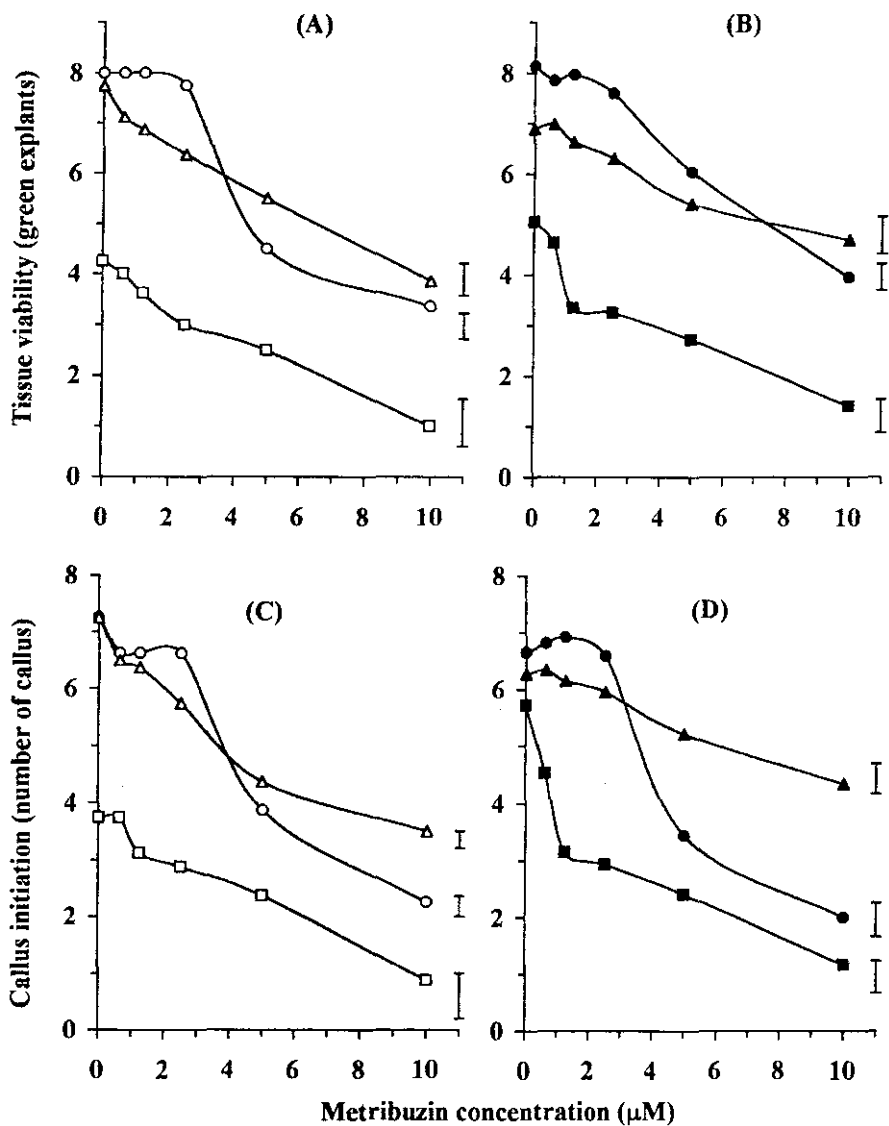 (A)
(B)
Tissue viability (green explants)
8
6
4
2
0
8
6
4
2
0
0 2 4 6 8 10
0 2 4 6 8 10
(C)
(D)
Callus initiation (number of callus)
8
6
4
2
0
8
6
4
2
0
0 2 4 6 8 10
0 2 4 6 8 10
Metribuzin concentration (μM)